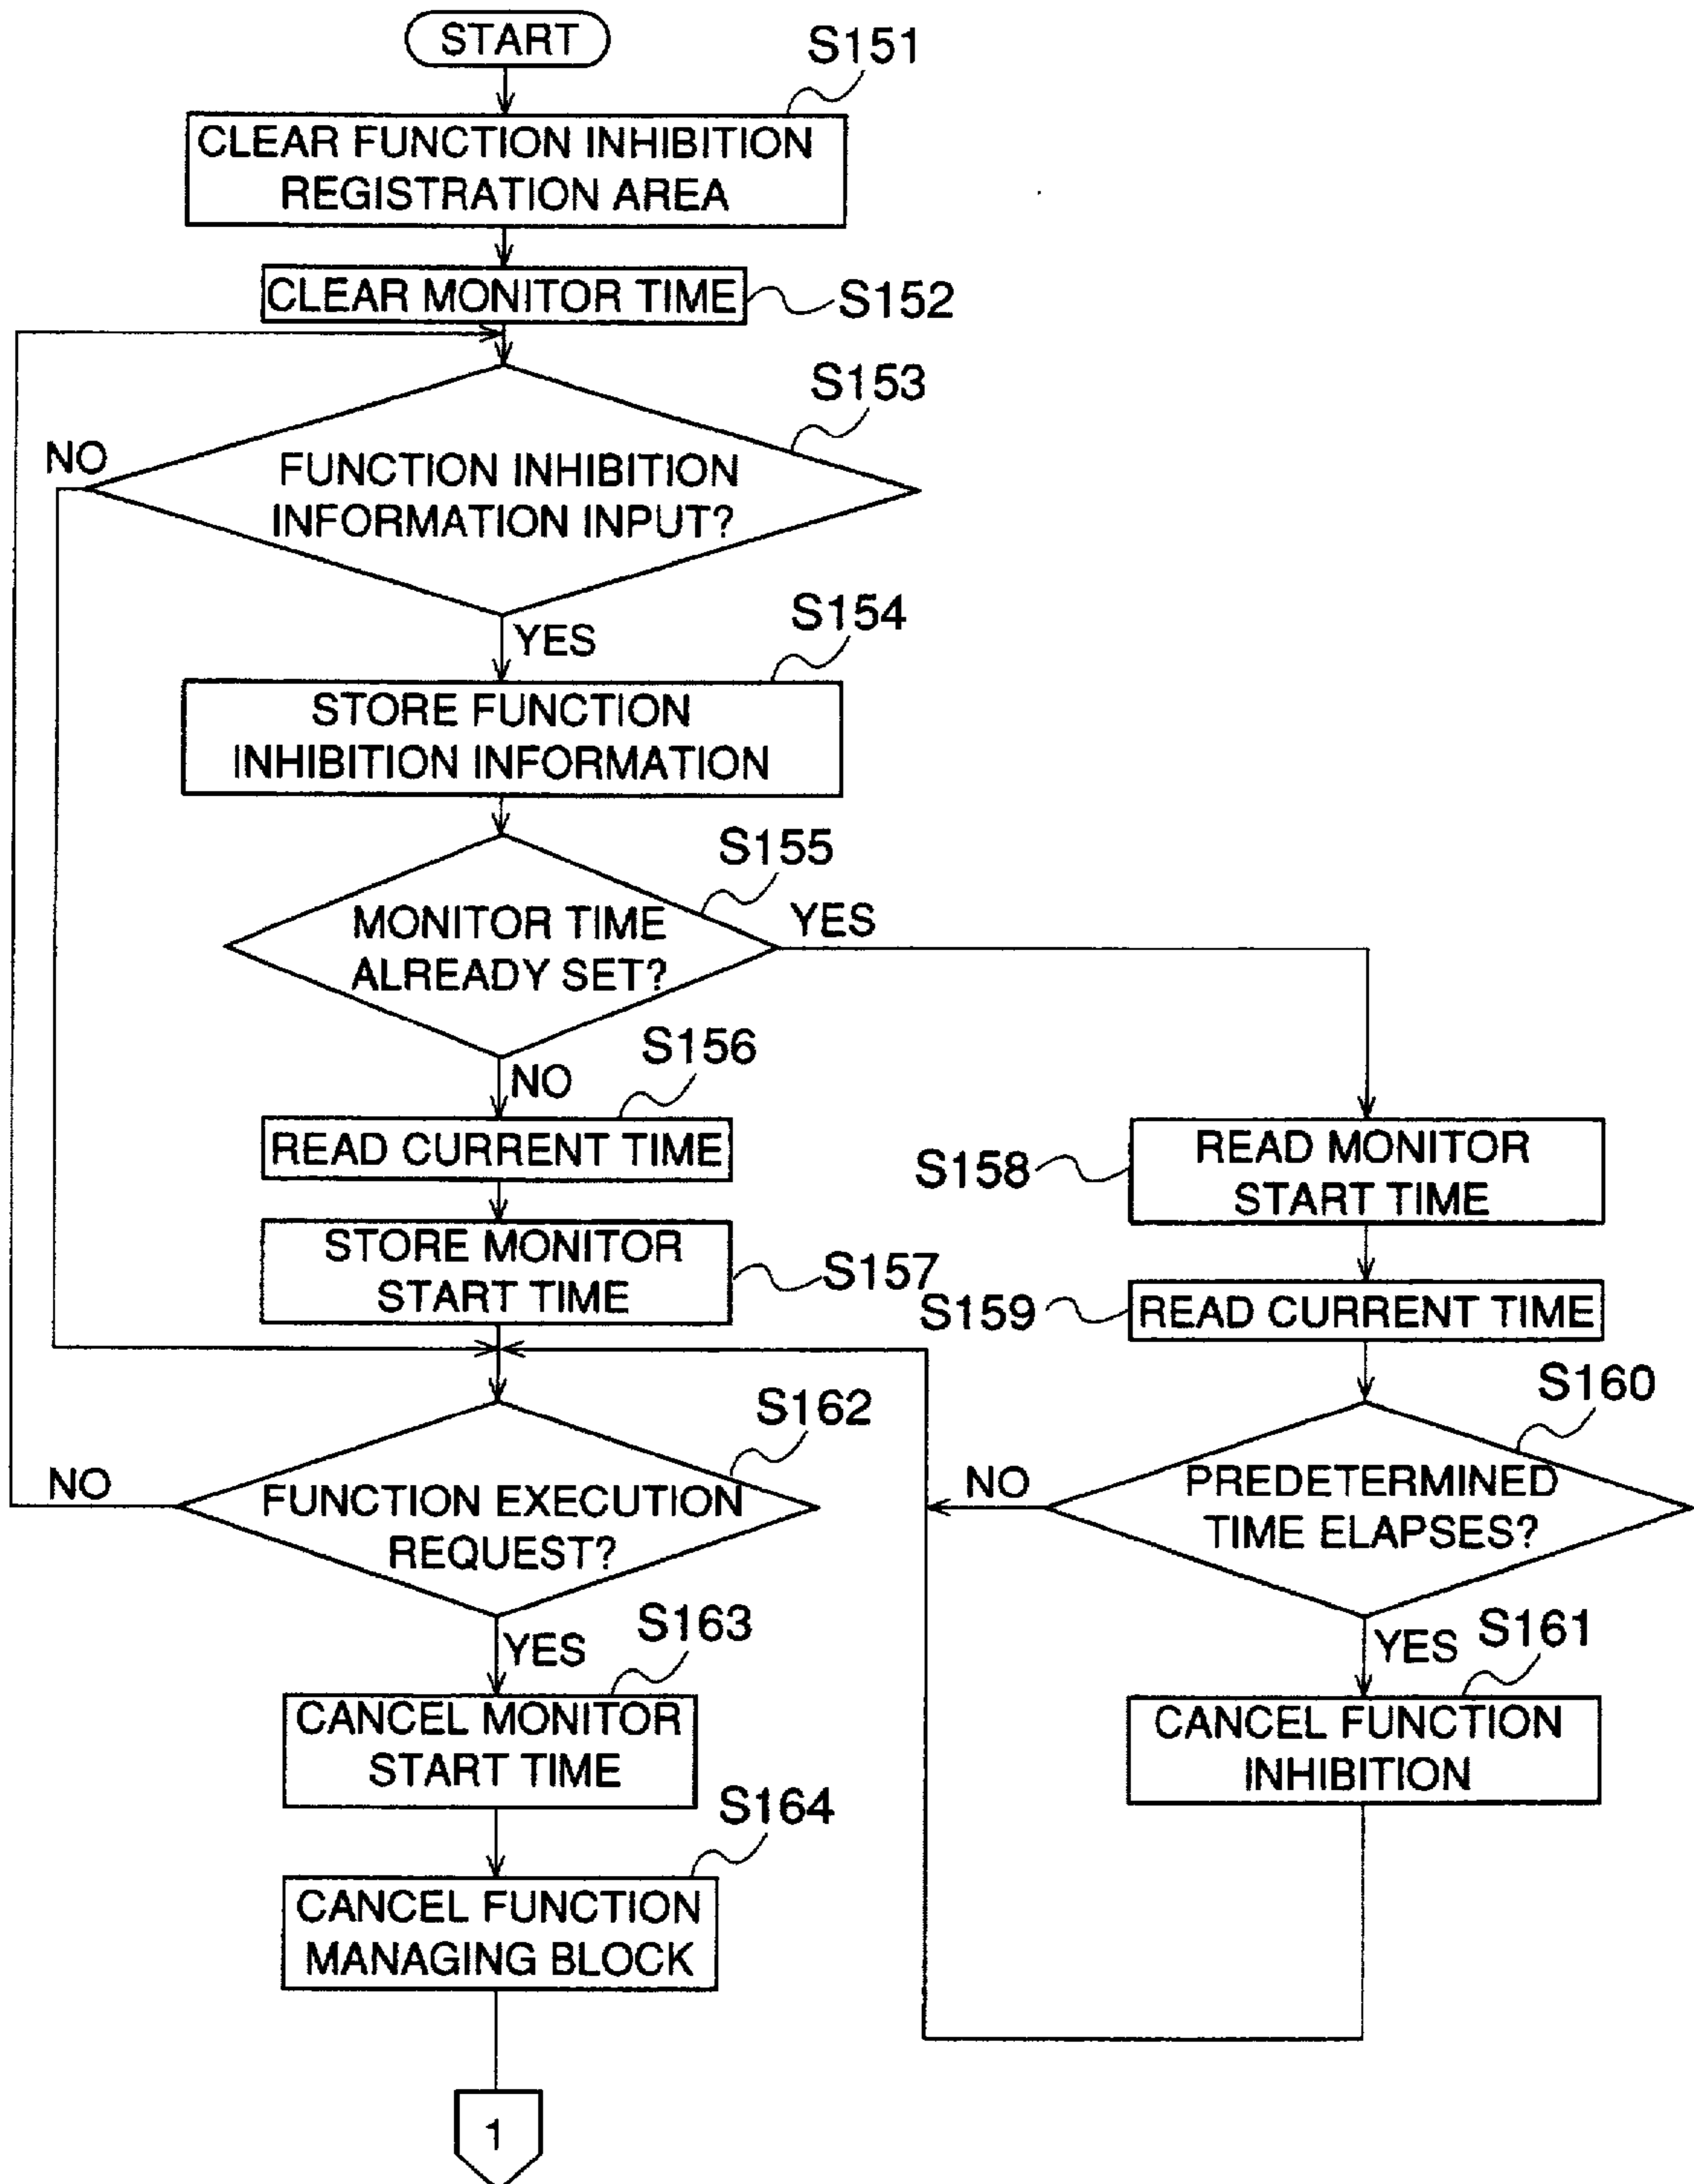 START
S151
CLEAR FUNCTION INHIBITION
REGISTRATION AREA
CLEAR MONITOR TIME
S152
S153
NO
FUNCTION INHIBITION
INFORMATION INPUT?
YES
S154
STORE FUNCTION
INHIBITION INFORMATION
S155
MONITOR TIME
ALREADY SET?
YES
NO
S156
READ CURRENT TIME
STORE MONITOR
START TIME
S157
S158
READ MONITOR
START TIME
S159
READ CURRENT TIME
S160
PREDETERMINED
TIME ELAPSES?
NO
YES
S161
CANCEL FUNCTION
INHIBITION
S162
FUNCTION EXECUTION
REQUEST?
NO
YES
S163
CANCEL MONITOR
START TIME
S164
CANCEL FUNCTION
MANAGING BLOCK
1